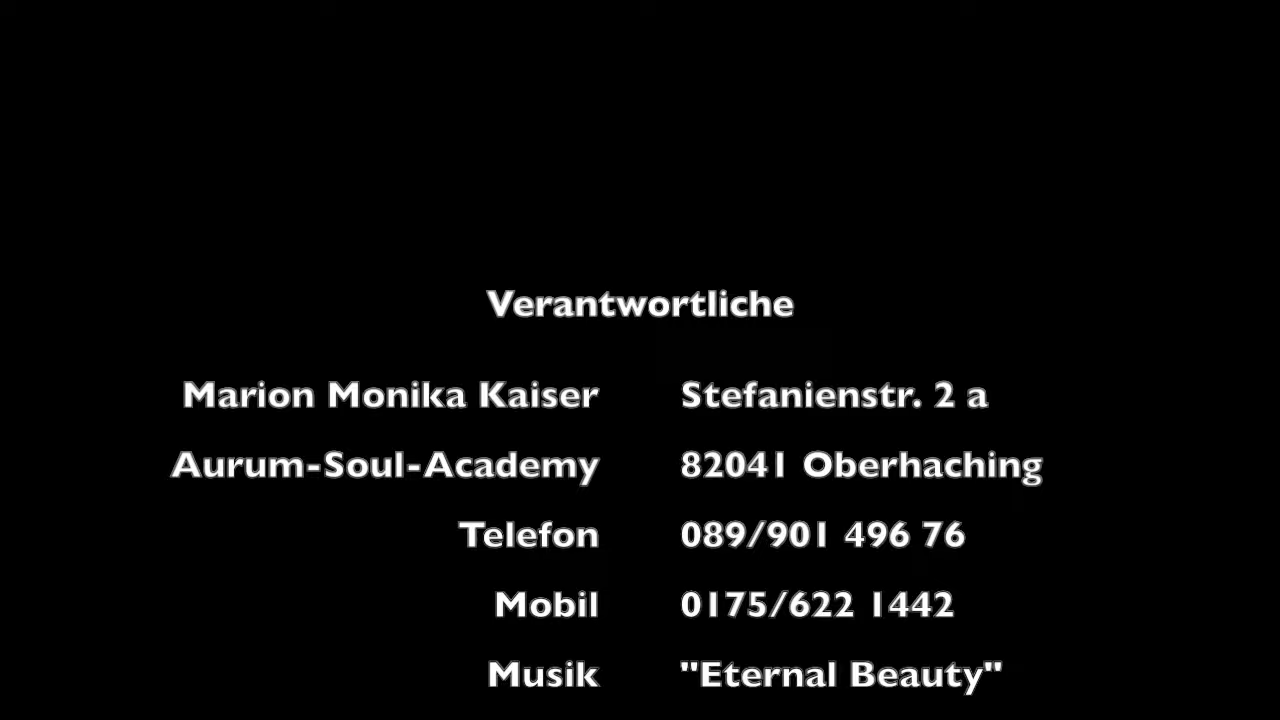 Verantwortliche
Marion Monika Kaiser Stefanienstr. 2 a
Aurum-Soul-Academy 82041 Oberhaching
Telefon 089/901 496 76
Mobil 0175/622 1442
Musik "Eternal Beauty"